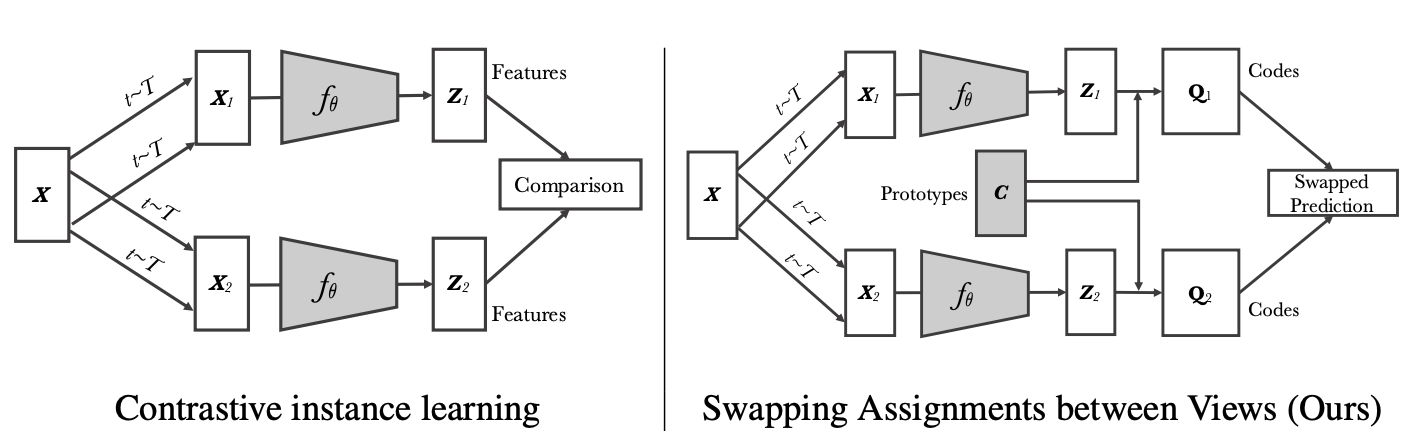 t~T
t~T
X
t~T
t~T
X1
X2
fθ
fθ
Z1
Z2
Features
Features
Comparison
Contrastive instance learning
t~T
t~T
X
t~T
t~T
X1
X2
fθ
fθ
Z1
Z2
Prototypes
C
Q1
Q2
Codes
Codes
Swapped
Prediction
Swapping Assignments between Views (Ours)